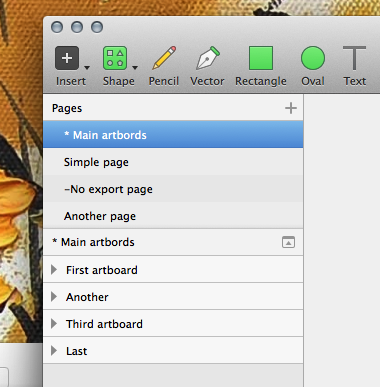 Insert Shape Pencil Vector Rectangle Oval Text
Pages
* Main artbords
Simple page
-No export page
Another page
* Main artbords
First artboard
Another
Third artboard
Last